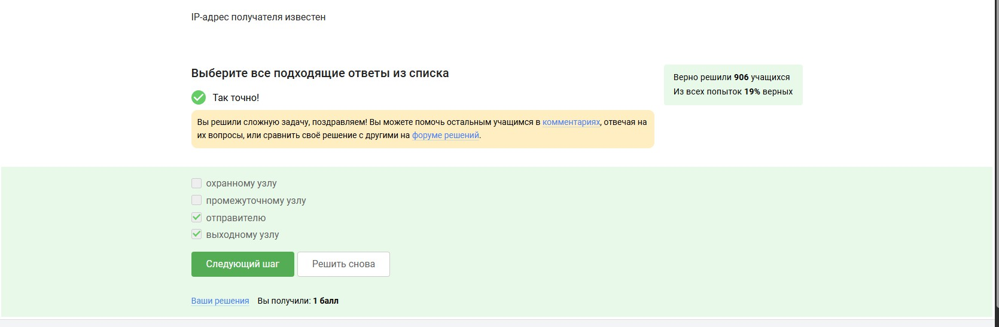 IP-адрес получателя известен
Выберите все подходящие ответы из списка
Верно решили 906 учащихся
Из всех попыток 19% верных
Так точно!
Вы решили сложную задачу, поздравляем! Вы можете помочь остальным учащимся в комментариях, отвечая на
их вопросы, или сравнить своё решение с другими на форуме решений.
охранному узлу
промежуточному узлу
отправителю
выходному узлу
Следующий шаг
Решить снова
Ваши решения
Вы получили: 1 балл